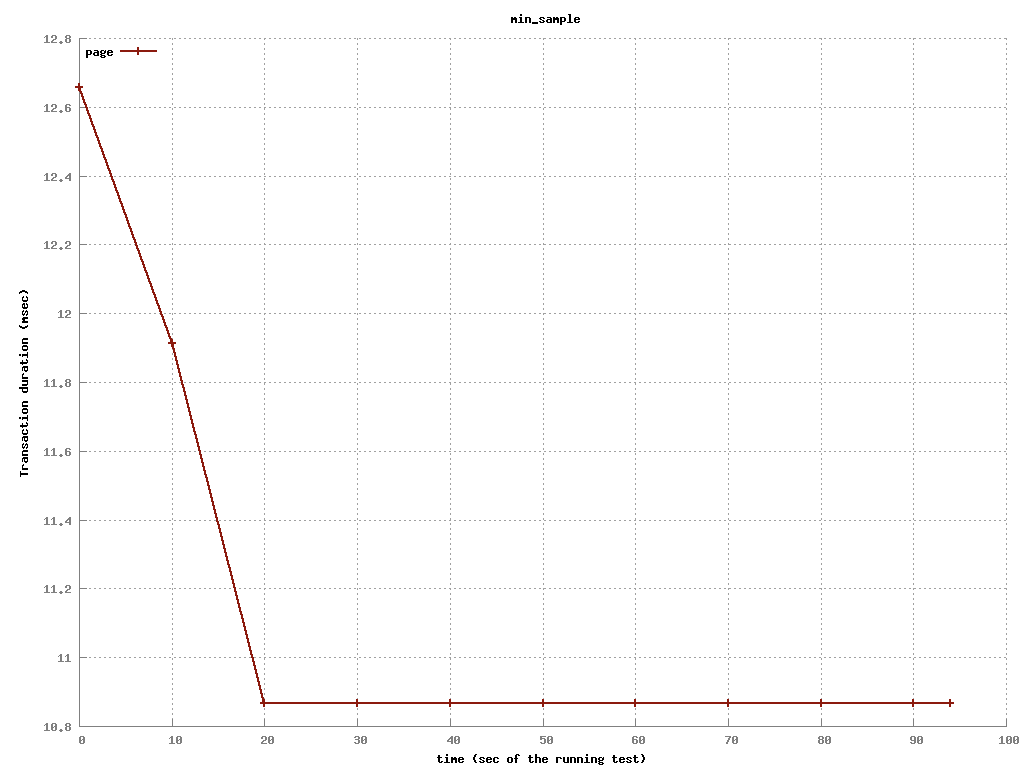 min_sample
page
12.8
12.6
12.4
12.2
12
11.8
11.6
11.4
11.2
11
10.8
Transaction duration (msec)
0 10 20 30 40 50 60 70 80 90 100
time (sec of the running test)